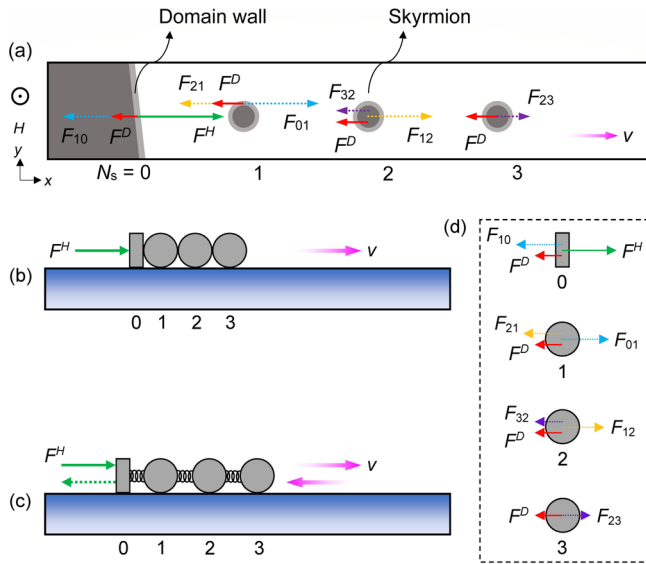 Domain wall
Skyrmion
(a)
H
y
x
F10
F^D
F^H
F21
F^D
F01
F32
F^D
F12
F^D
F23
v
Ns = 0
1
2
3
(b)
F^H
v
0 1 2 3
(c)
F^H
v
0 1 2 3
(d)
F10
F^D
F^H
0
F21
F^D
F01
1
F32
F^D
F12
2
F^D
F23
3